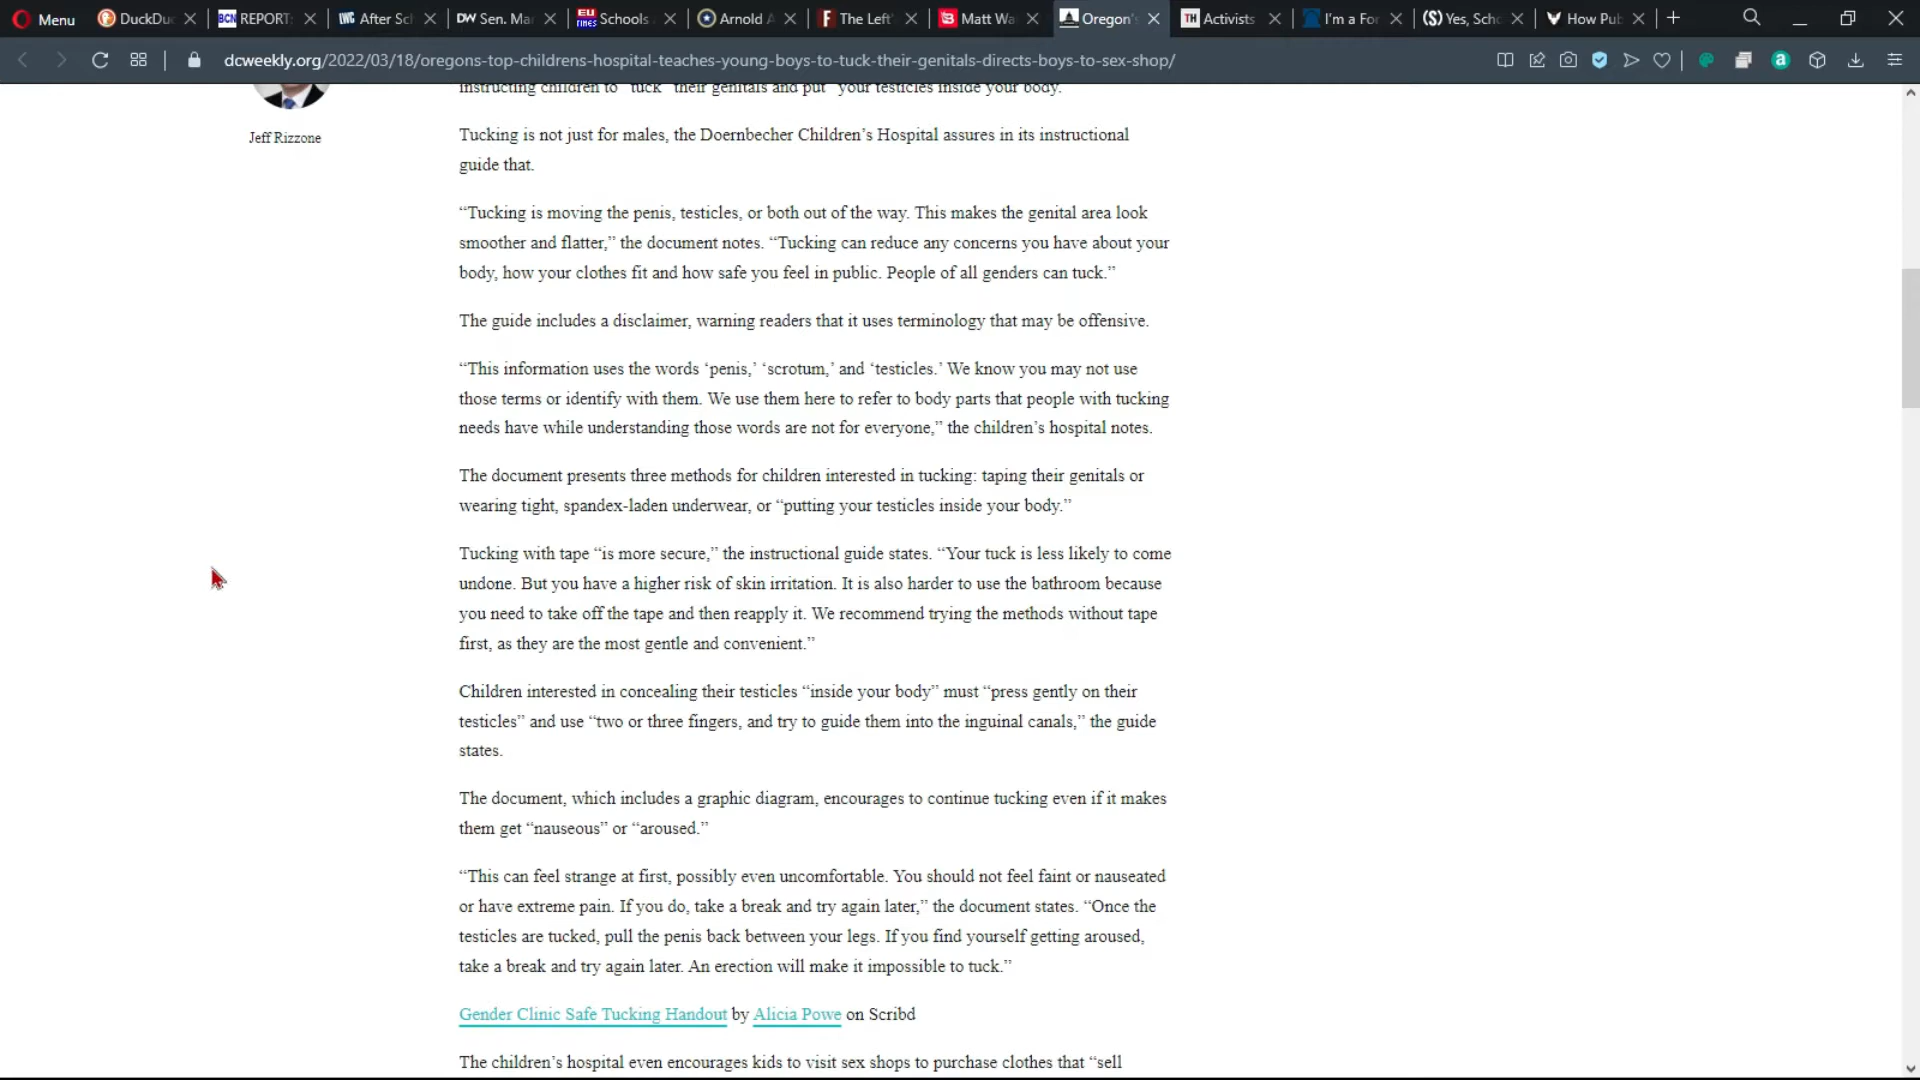 Menu DuckDu BCN REPORT: WC After Sc DW Sen. Ma EU TIMES Schools Arnold A F The Left' B Matt Wa Oregon's TH Activists I'm a For (S) Yes, Sch How Pub
dcweekly.org/2022/03/18/oregons-top-childrens-hospital-teaches-young-boys-to-tuck-their-genitals-directs-boys-to-sex-shop/
Jeff Rizzone
instructing children to "tuck" their genitals and put "your testicles inside your body."
Tucking is not just for males, the Doernbecher Children's Hospital assures in its instructional
guide that.
“Tucking is moving the penis, testicles, or both out of the way. This makes the genital area look
smoother and flatter,” the document notes. “Tucking can reduce any concerns you have about your
body, how your clothes fit and how safe you feel in public. People of all genders can tuck.”
The guide includes a disclaimer, warning readers that it uses terminology that may be offensive.
“This information uses the words ‘penis,’ ‘scrotum,’ and ‘testicles.’ We know you may not use
those terms or identify with them. We use them here to refer to body parts that people with tucking
needs have while understanding those words are not for everyone,” the children’s hospital notes.
The document presents three methods for children interested in tucking: taping their genitals or
wearing tight, spandex-laden underwear, or “putting your testicles inside your body.”
Tucking with tape “is more secure,” the instructional guide states. “Your tuck is less likely to come
undone. But you have a higher risk of skin irritation. It is also harder to use the bathroom because
you need to take off the tape and then reapply it. We recommend trying the methods without tape
first, as they are the most gentle and convenient.”
Children interested in concealing their testicles “inside your body” must “press gently on their
testicles” and use “two or three fingers, and try to guide them into the inguinal canals,” the guide
states.
The document, which includes a graphic diagram, encourages to continue tucking even if it makes
them get “nauseous” or “aroused.”
“This can feel strange at first, possibly even uncomfortable. You should not feel faint or nauseated
or have extreme pain. If you do, take a break and try again later,” the document states. “Once the
testicles are tucked, pull the penis back between your legs. If you find yourself getting aroused,
take a break and try again later. An erection will make it impossible to tuck.”
Gender Clinic Safe Tucking Handout by Alicia Powe on Scribd
The children’s hospital even encourages kids to visit sex shops to purchase clothes that “sell